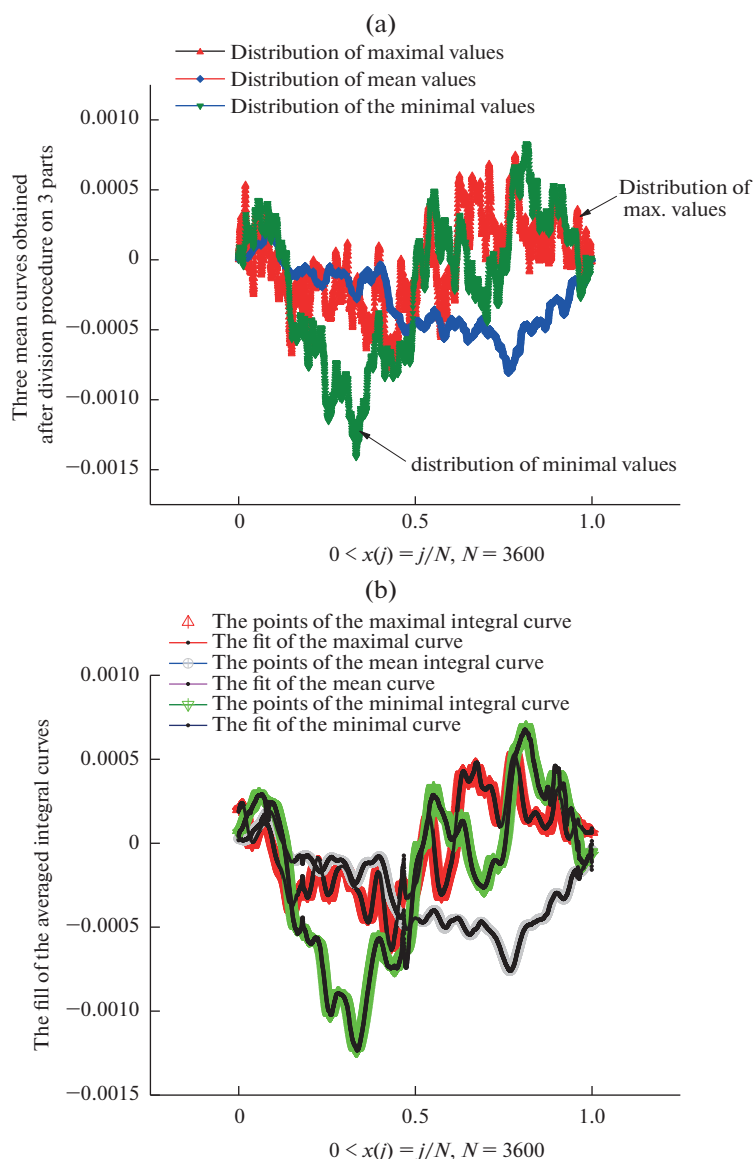 (a)
Distribution of maximal values
Distribution of mean values
Distribution of the minimal values
0.0010
0.0005
0
−0.0005
−0.0010
−0.0015
Three mean curves obtained
after division procedure on 3 parts
Distribution of
max. values
distribution of minimal values
0
0.5
1.0
0 < x(j) = j/N, N = 3600
(b)
The points of the maximal integral curve
The fit of the maximal curve
The points of the mean integral curve
The fit of the mean curve
The points of the minimal integral curve
The fit of the minimal curve
0.0010
0.0005
0
−0.0005
−0.0010
−0.0015
The fill of the averaged integral curves
0
0.5
1.0
0 < x(j) = j/N, N = 3600